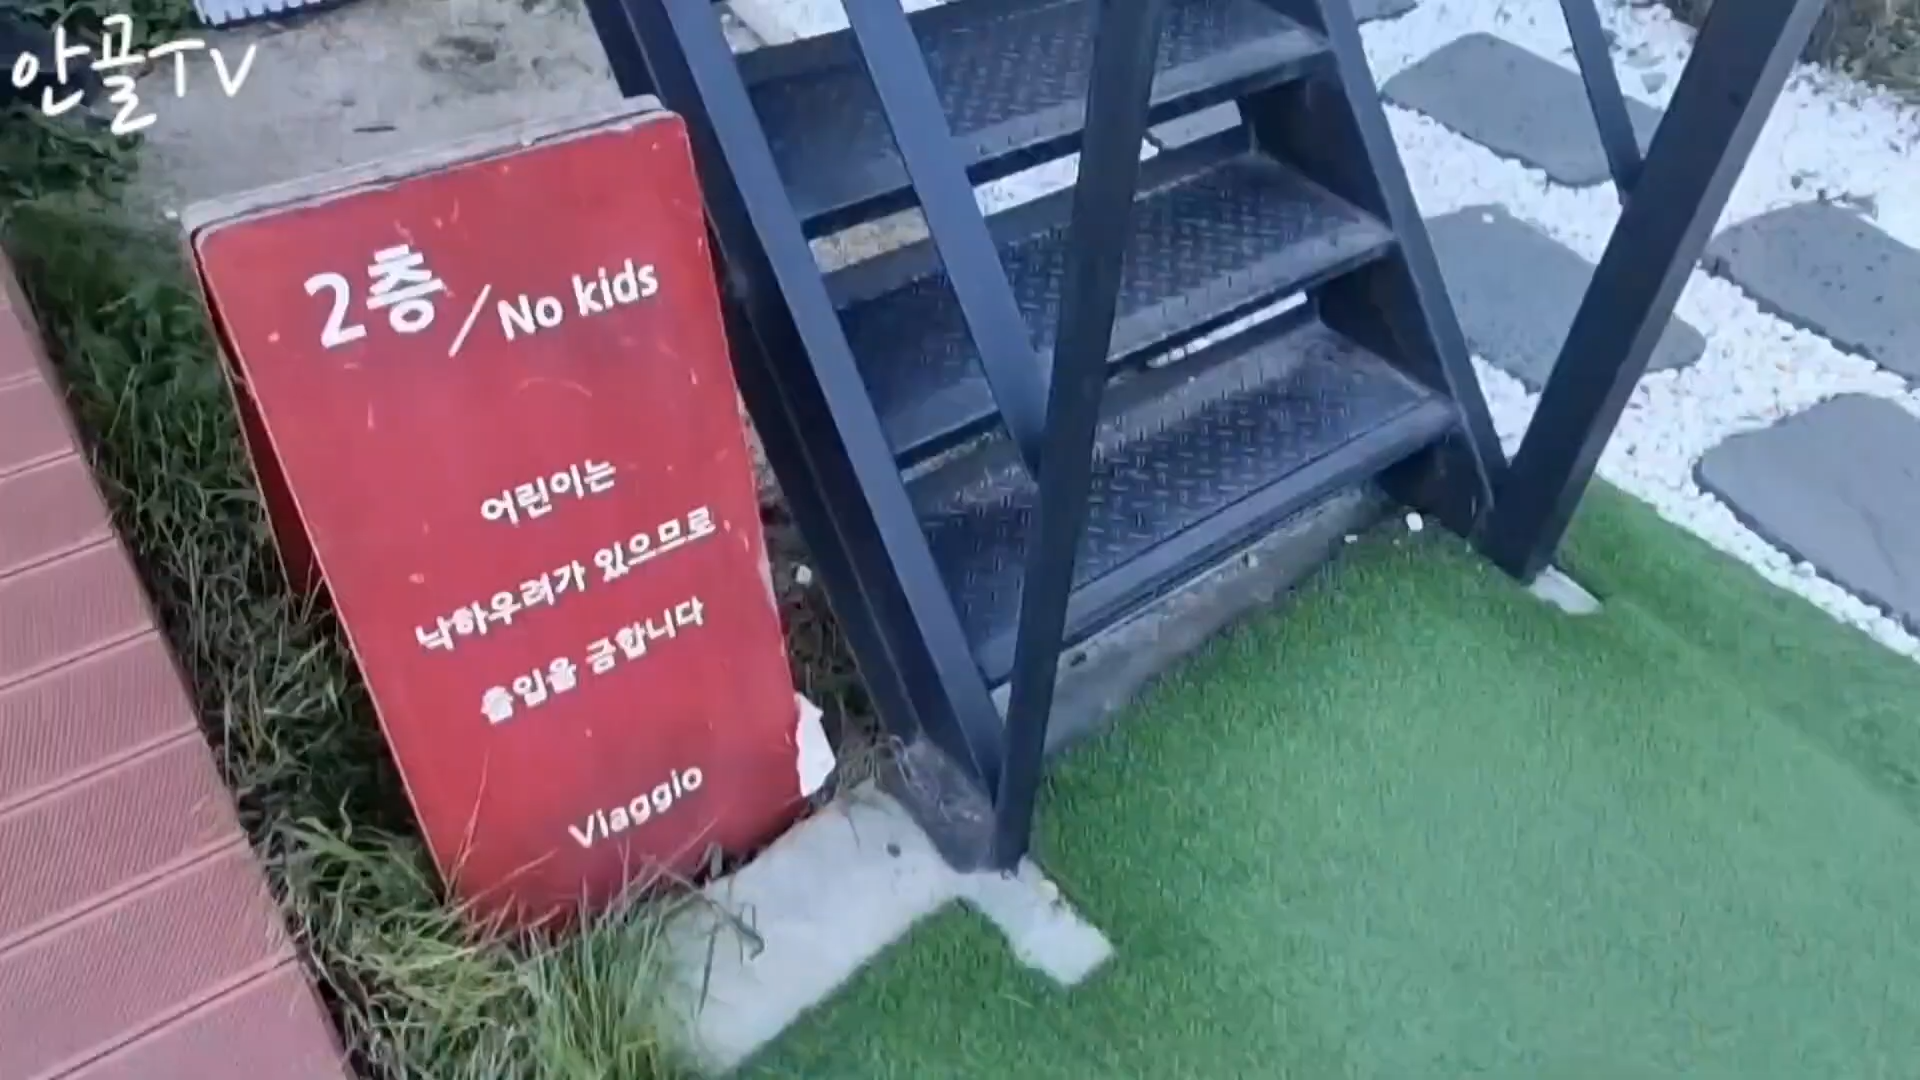 안골TV
2층/No kids
어린이는
낙하우려가 있으므로
출입을 금합니다
Viaggio